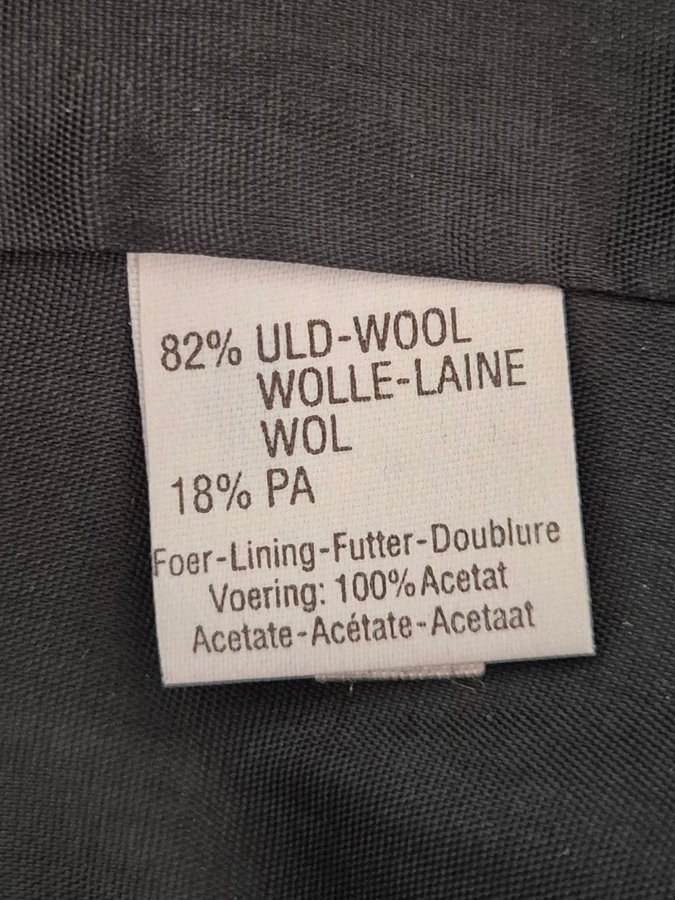 82% ULD-WOOL
WOLLE-LAINE
WOL
18% PA
Foer-Lining-Futter-Doublure
Voering: 100% Acetat
Acetate-Acétate-Acetaat